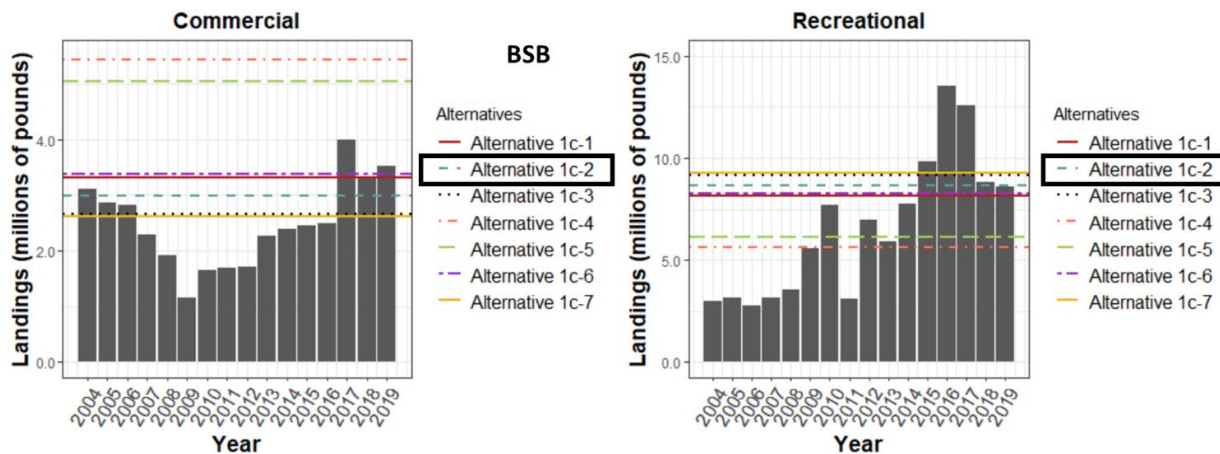 Commercial
Landings (millions of pounds)
4.0
2.0
0.0
2004
2005
2006
2007
2008
2009
2010
2011
2012
2013
2014
2015
2016
2017
2018
2019
Year
BSB
Alternatives
Alternative 1c-1
Alternative 1c-2
Alternative 1c-3
Alternative 1c-4
Alternative 1c-5
Alternative 1c-6
Alternative 1c-7
Recreational
Landings (millions of pounds)
15.0
10.0
5.0
0.0
2004
2005
2006
2007
2008
2009
2010
2011
2012
2013
2014
2015
2016
2017
2018
2019
Year
Alternatives
Alternative 1c-1
Alternative 1c-2
Alternative 1c-3
Alternative 1c-4
Alternative 1c-5
Alternative 1c-6
Alternative 1c-7